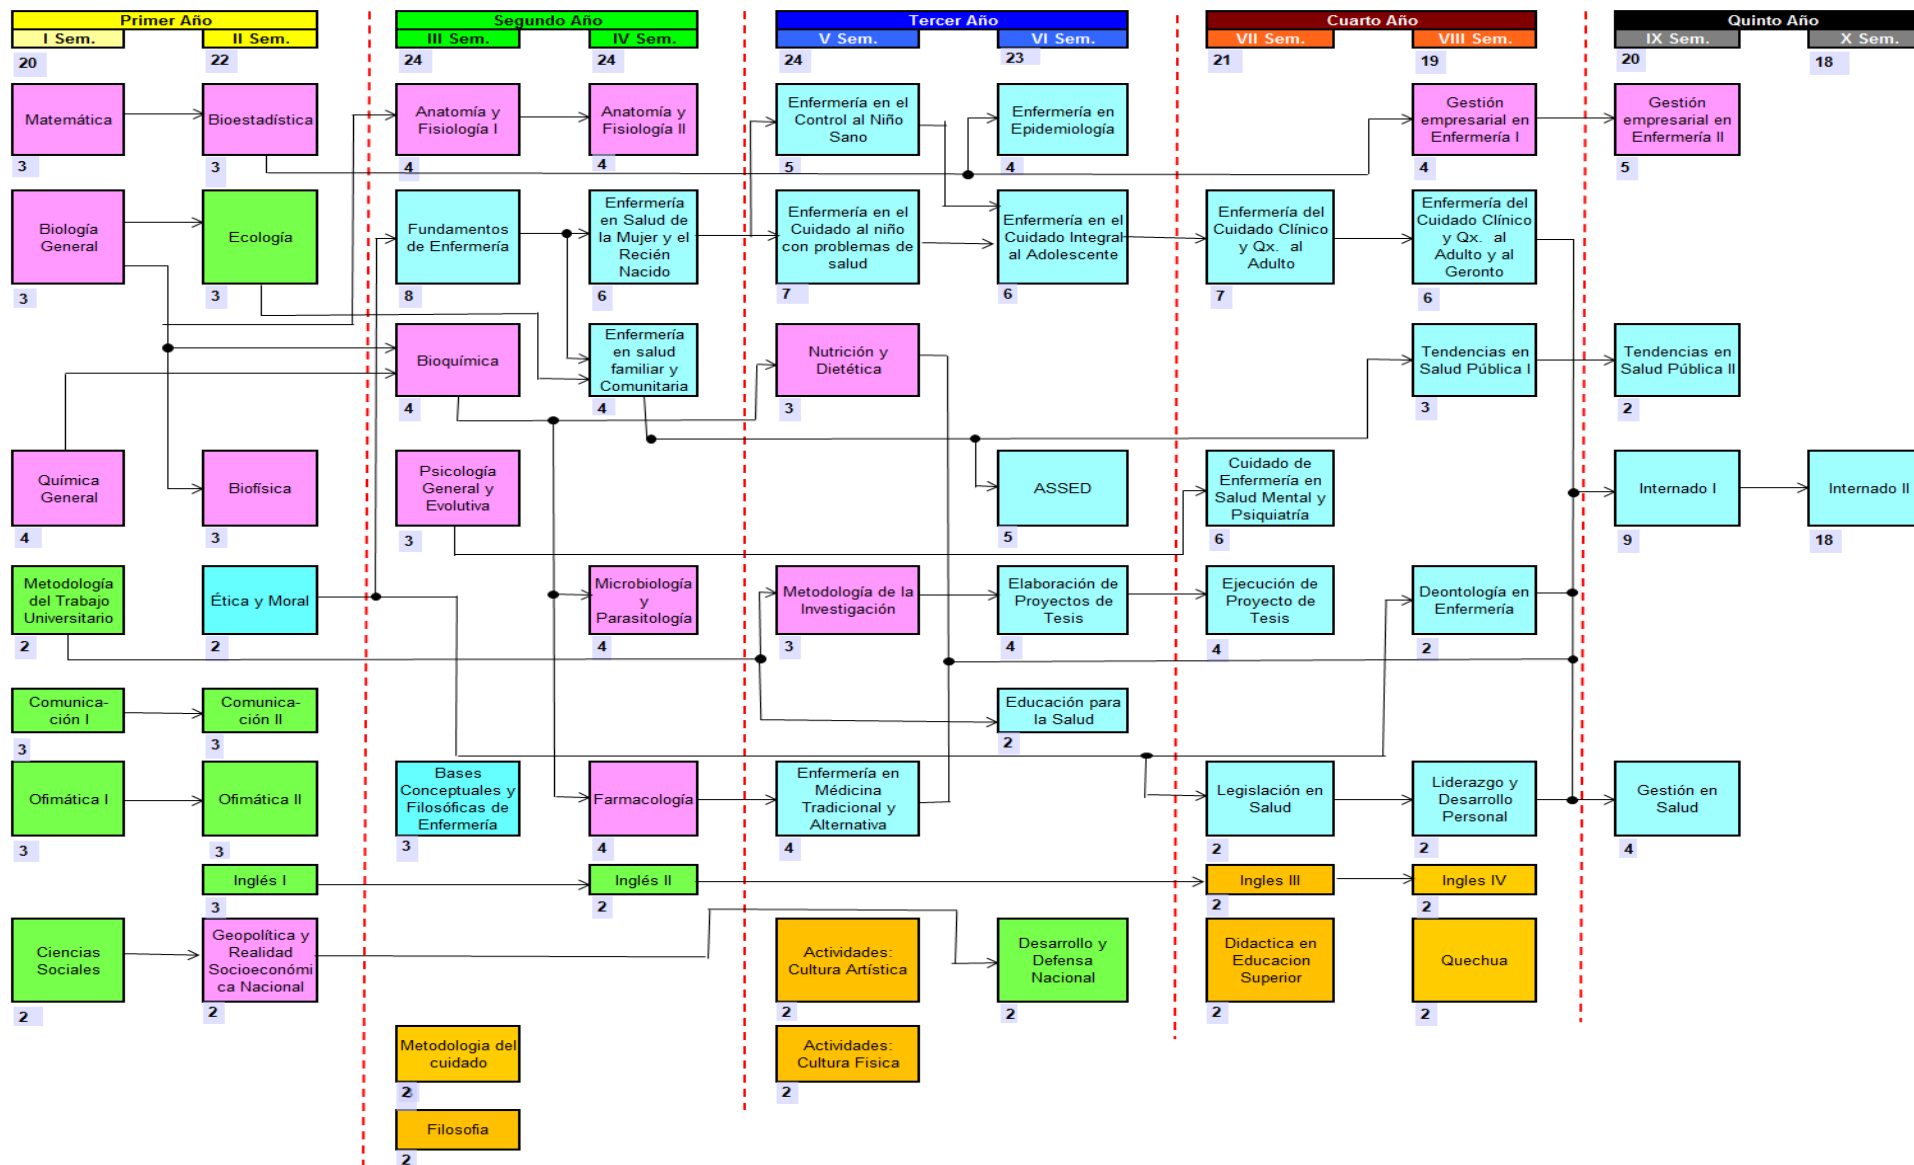 Primer Año
Segundo Año
Tercer Año
Cuarto Año
Quinto Año
I Sem.
II Sem.
III Sem.
IV Sem.
V Sem.
VI Sem.
VII Sem.
VIII Sem.
IX Sem.
X Sem.
20
22
24
24
24
23
21
19
20
18
Matemática
3
Bioestadística
3
Anatomía y
Fisiología I
4
Anatomía y
Fisiología II
4
Enfermería en el
Control al Niño
Sano
5
Enfermería en
Epidemiología
4
Gestión
empresarial en
Enfermería I
4
Gestión
empresarial en
Enfermería II
5
Biología
General
3
Ecología
3
Fundamentos
de Enfermería
8
Enfermería
en Salud de
la Mujer y el
Recién
Nacido
6
Enfermería en el
Cuidado al niño
con problemas de
salud
7
Enfermería en el
Cuidado Integral
al Adolescente
6
Enfermería del
Cuidado Clínico
y Qx. al
Adulto
7
Enfermería del
Cuidado Clínico
y Qx. al
Adulto y al
Geronto
6
Bioquímica
4
Enfermería
en salud
familiar y
Comunitaria
4
Nutrición y
Dietética
3
Tendencias en
Salud Pública I
3
Tendencias en
Salud Pública II
2
Química
General
4
Biofísica
3
Psicología
General y
Evolutiva
3
ASSED
5
Cuidado de
Enfermería en
Salud Mental y
Psiquiatría
6
Internado I
9
Internado II
18
Metodología
del Trabajo
Universitario
2
Ética y Moral
2
Microbiología
y
Parasitología
4
Metodología de la
Investigación
3
Elaboración de
Proyectos de
Tesis
4
Ejecución de
Proyecto de
Tesis
4
Deontología en
Enfermería
2
Comunica-
ción I
3
Comunica-
ción II
3
Educación para
la Salud
2
Ofimática I
3
Ofimática II
3
Bases
Conceptuales y
Filosóficas de
Enfermería
3
Farmacología
4
Enfermería en
Médicina
Tradicional y
Alternativa
4
Legislación en
Salud
2
Liderazgo y
Desarrollo
Personal
2
Gestión en
Salud
4
Inglés I
3
Inglés II
2
Ingles III
2
Ingles IV
2
Ciencias
Sociales
2
Geopolítica y
Realidad
Socioeconómi
ca Nacional
2
Actividades:
Cultura Artística
2
Desarrollo y
Defensa
Nacional
2
Didactica en
Educacion
Superior
2
Quechua
2
Metodologia del
cuidado
2
Actividades:
Cultura Fisica
2
Filosofia
2